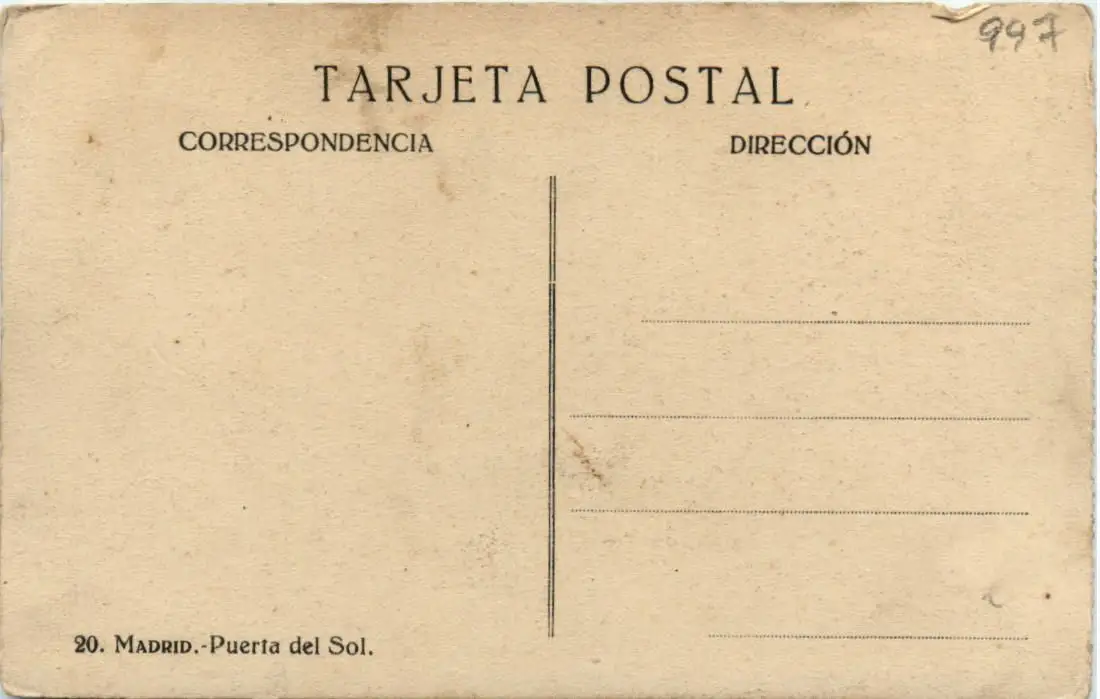 997
TARJETA POSTAL
CORRESPONDENCIA
DIRECCIÓN
20. MADRID.-Puerta del Sol.